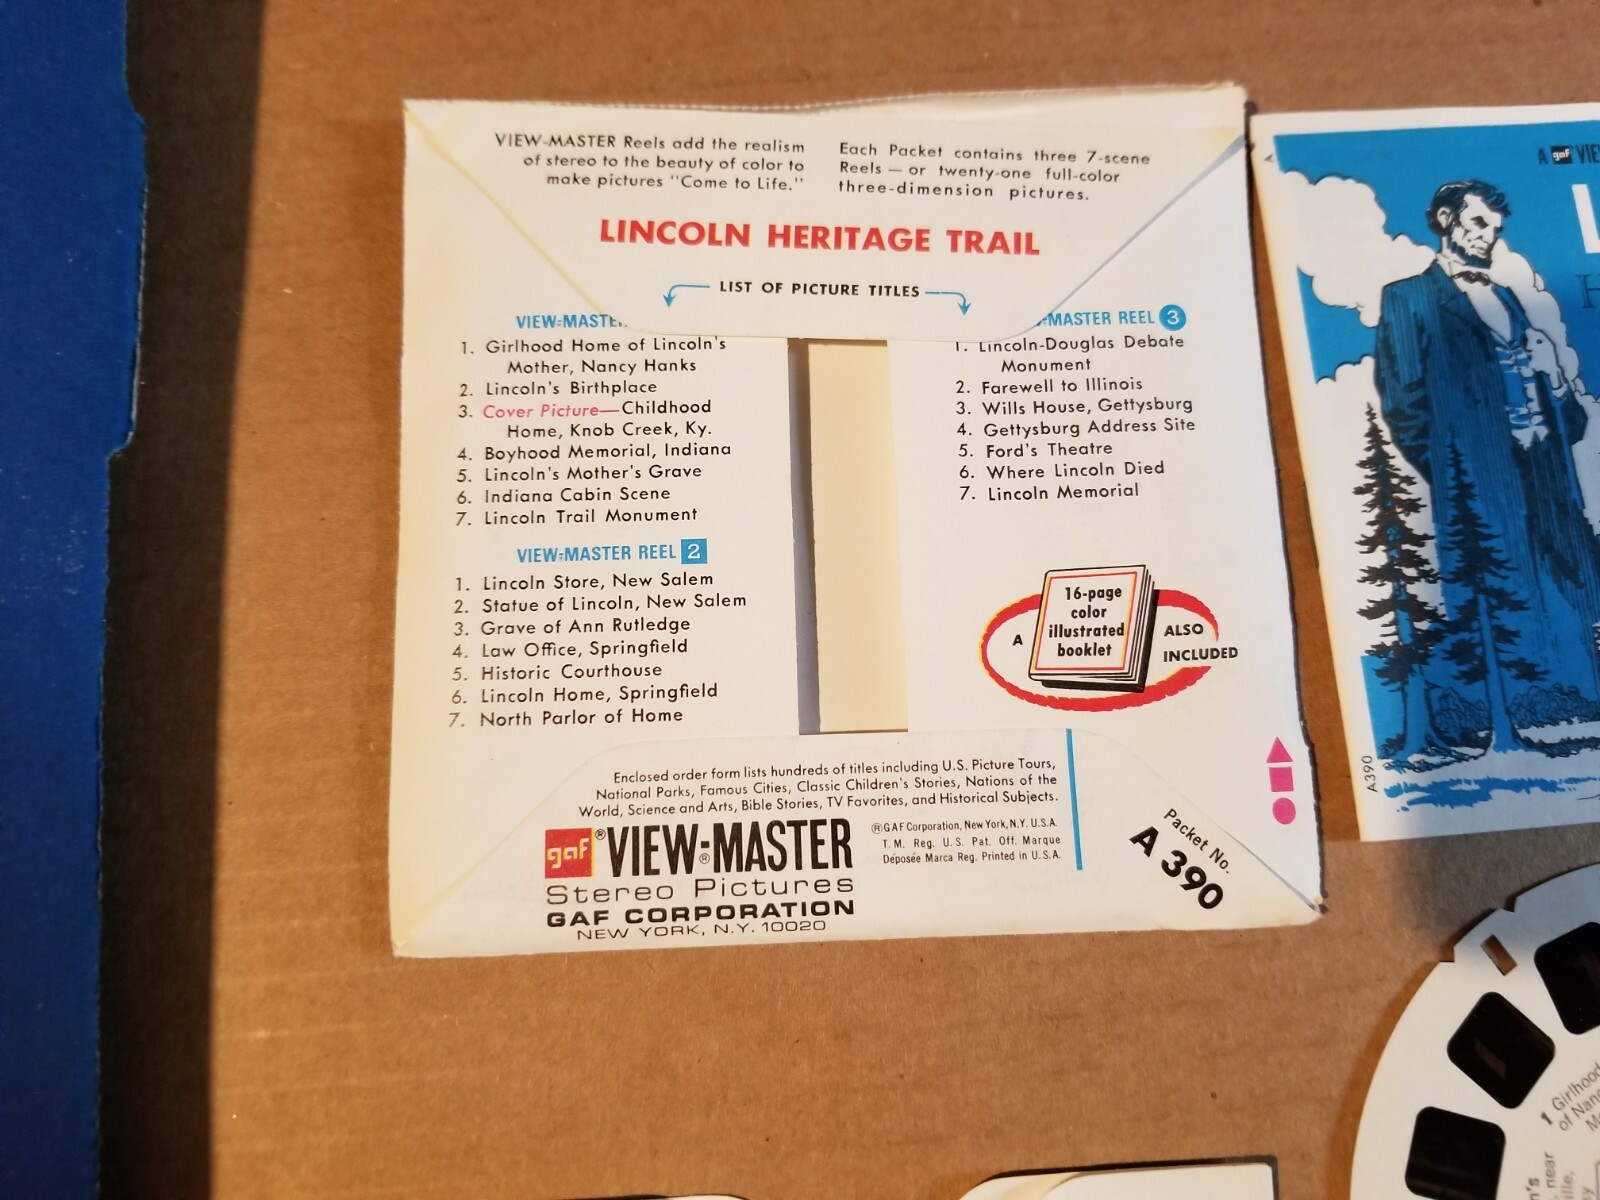 VIEW-MASTER Reels add the realism
of stereo to the beauty of color to
make pictures "Come to Life."
Each Packet contains three 7-scene
Reels — or twenty-one full-color
three-dimension pictures.
LINCOLN HERITAGE TRAIL
LIST OF PICTURE TITLES
VIEW-MASTER
1. Girlhood Home of Lincoln's
Mother, Nancy Hanks
2. Lincoln's Birthplace
3. Cover Picture—Childhood
Home, Knob Creek, Ky.
4. Boyhood Memorial, Indiana
5. Lincoln's Mother's Grave
6. Indiana Cabin Scene
7. Lincoln Trail Monument
VIEW-MASTER REEL 2
1. Lincoln Store, New Salem
2. Statue of Lincoln, New Salem
3. Grave of Ann Rutledge
4. Law Office, Springfield
5. Historic Courthouse
6. Lincoln Home, Springfield
7. North Parlor of Home
-MASTER REEL 3
1. Lincoln-Douglas Debate
Monument
2. Farewell to Illinois
3. Wills House, Gettysburg
4. Gettysburg Address Site
5. Ford's Theatre
6. Where Lincoln Died
7. Lincoln Memorial
A
16-page
color
illustrated
booklet
ALSO
INCLUDED
Enclosed order form lists hundreds of titles including U.S. Picture Tours,
National Parks, Famous Cities, Classic Children's Stories, Nations of the
World, Science and Arts, Bible Stories, TV Favorites, and Historical Subjects.
gaf ® VIEW-MASTER ®
Stereo Pictures
GAF CORPORATION
NEW YORK, N.Y. 10020
® GAF Corporation, New York, N.Y. U.S.A.
T. M. Reg. U. S. Pat. Off. Marque
Déposée Marca Reg. Printed in U.S.A.
Packet No.
A 390
A gaf VIE
L
H
A390
1 Girlhood
of Nan
near